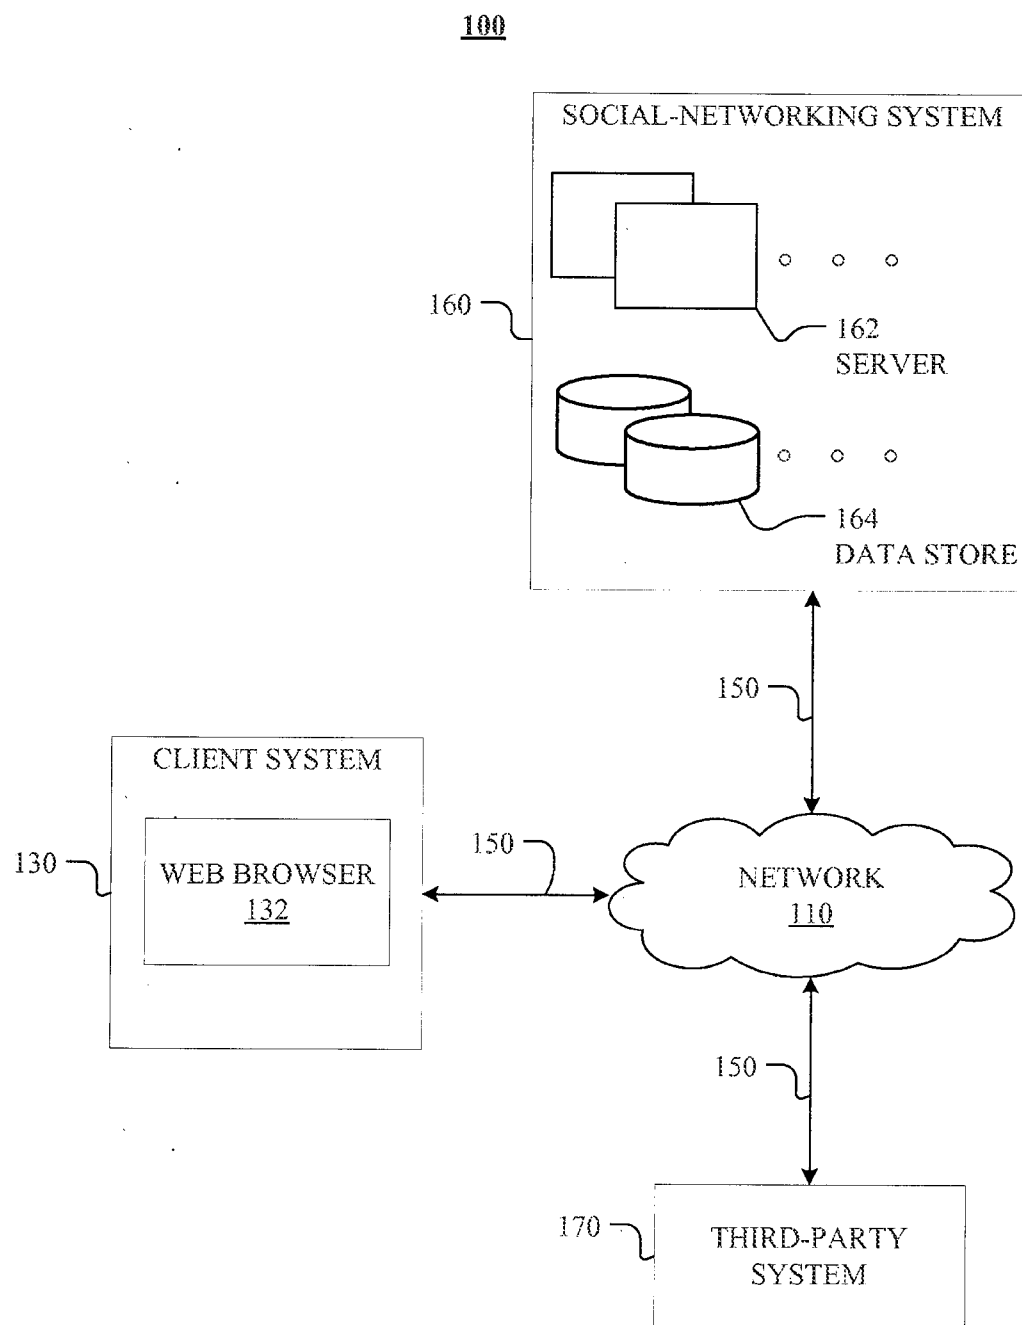 100
SOCIAL-NETWORKING SYSTEM
160
162
SERVER
164
DATA STORE
150
CLIENT SYSTEM
130
WEB BROWSER
132
150
NETWORK
110
150
170
THIRD-PARTY
SYSTEM